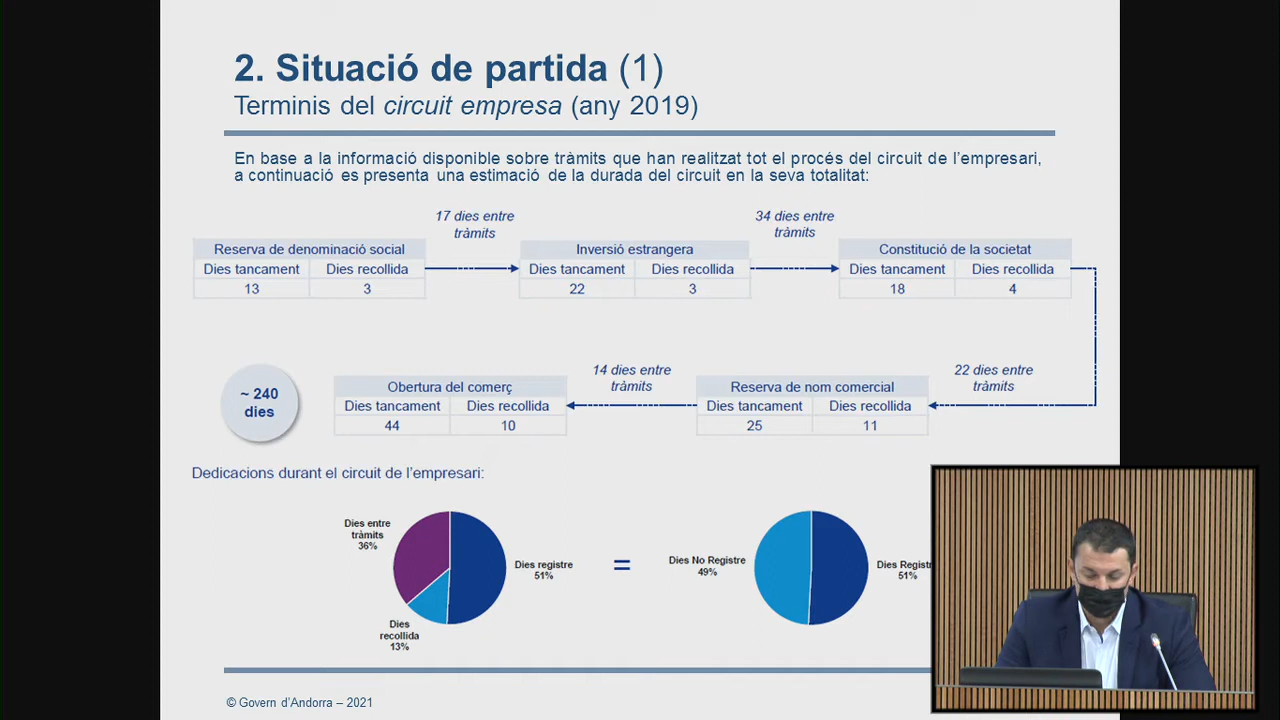 2. Situació de partida (1)
Terminis del circuit empresa (any 2019)
En base a la informació disponible sobre tràmits que han realitzat tot el procés del circuit de l'empresari,
a continuació es presenta una estimació de la durada del circuit en la seva totalitat:
17 dies entre
tràmits
34 dies entre
tràmits
Reserva de denominació social
Dies tancament Dies recollida
13 3
Inversió estrangera
Dies tancament Dies recollida
22 3
Constitució de la societat
Dies tancament Dies recollida
18 4
22 dies entre
tràmits
14 dies entre
tràmits
Reserva de nom comercial
Dies tancament Dies recollida
25 11
Obertura del comerç
Dies tancament Dies recollida
44 10
~ 240
dies
Dedicacions durant el circuit de l'empresari:
Dies entre
tràmits
36%
Dies registre
51%
Dies
recollida
13%
=
Dies No Registre
49%
Dies Registr
51%
© Govern d'Andorra – 2021